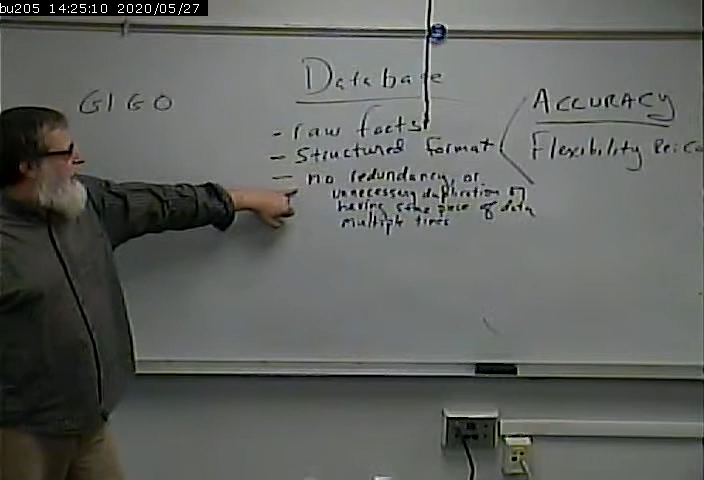 bu205 14:25:10 2020/05/27
GIGO
Database
- raw facts
- Structured format
- no redundancy, or
unnecessary duplication of
having same piece of data
multiple times
ACCURACY
Flexibility